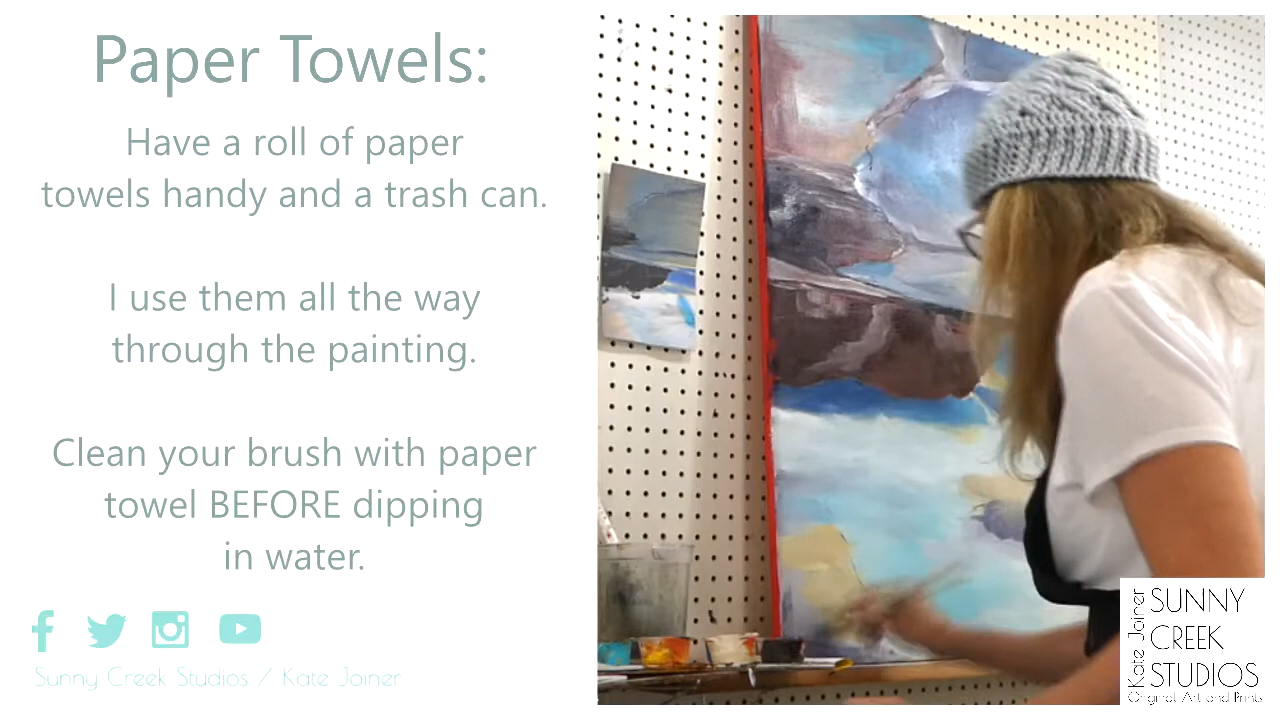 Paper Towels:
Have a roll of paper
towels handy and a trash can.
I use them all the way
through the painting.
Clean your brush with paper
towel BEFORE dipping
in water.
Sunny Creek Studios / Kate Joiner
Kate Joiner
SUNNY
CREEK
STUDIOS
Original Art and Prints